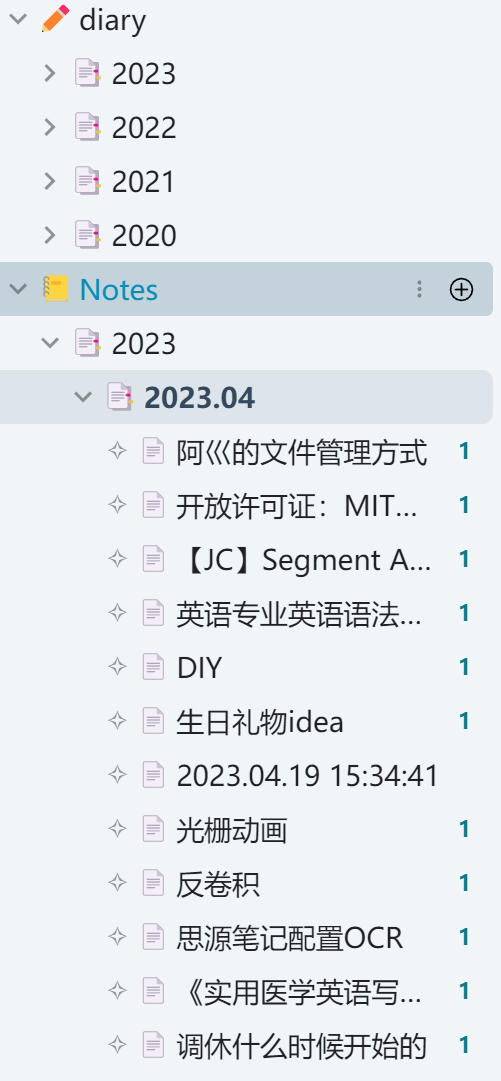 diary
2023
2022
2021
2020
Notes
2023
2023.04
阿巛的文件管理方式 1
开放许可证：MIT... 1
【JC】Segment A... 1
英语专业英语语法... 1
DIY 1
生日礼物idea 1
2023.04.19 15:34:41
光栅动画 1
反卷积 1
思源笔记配置OCR 1
《实用医学英语写... 1
调休什么时候开始的 1